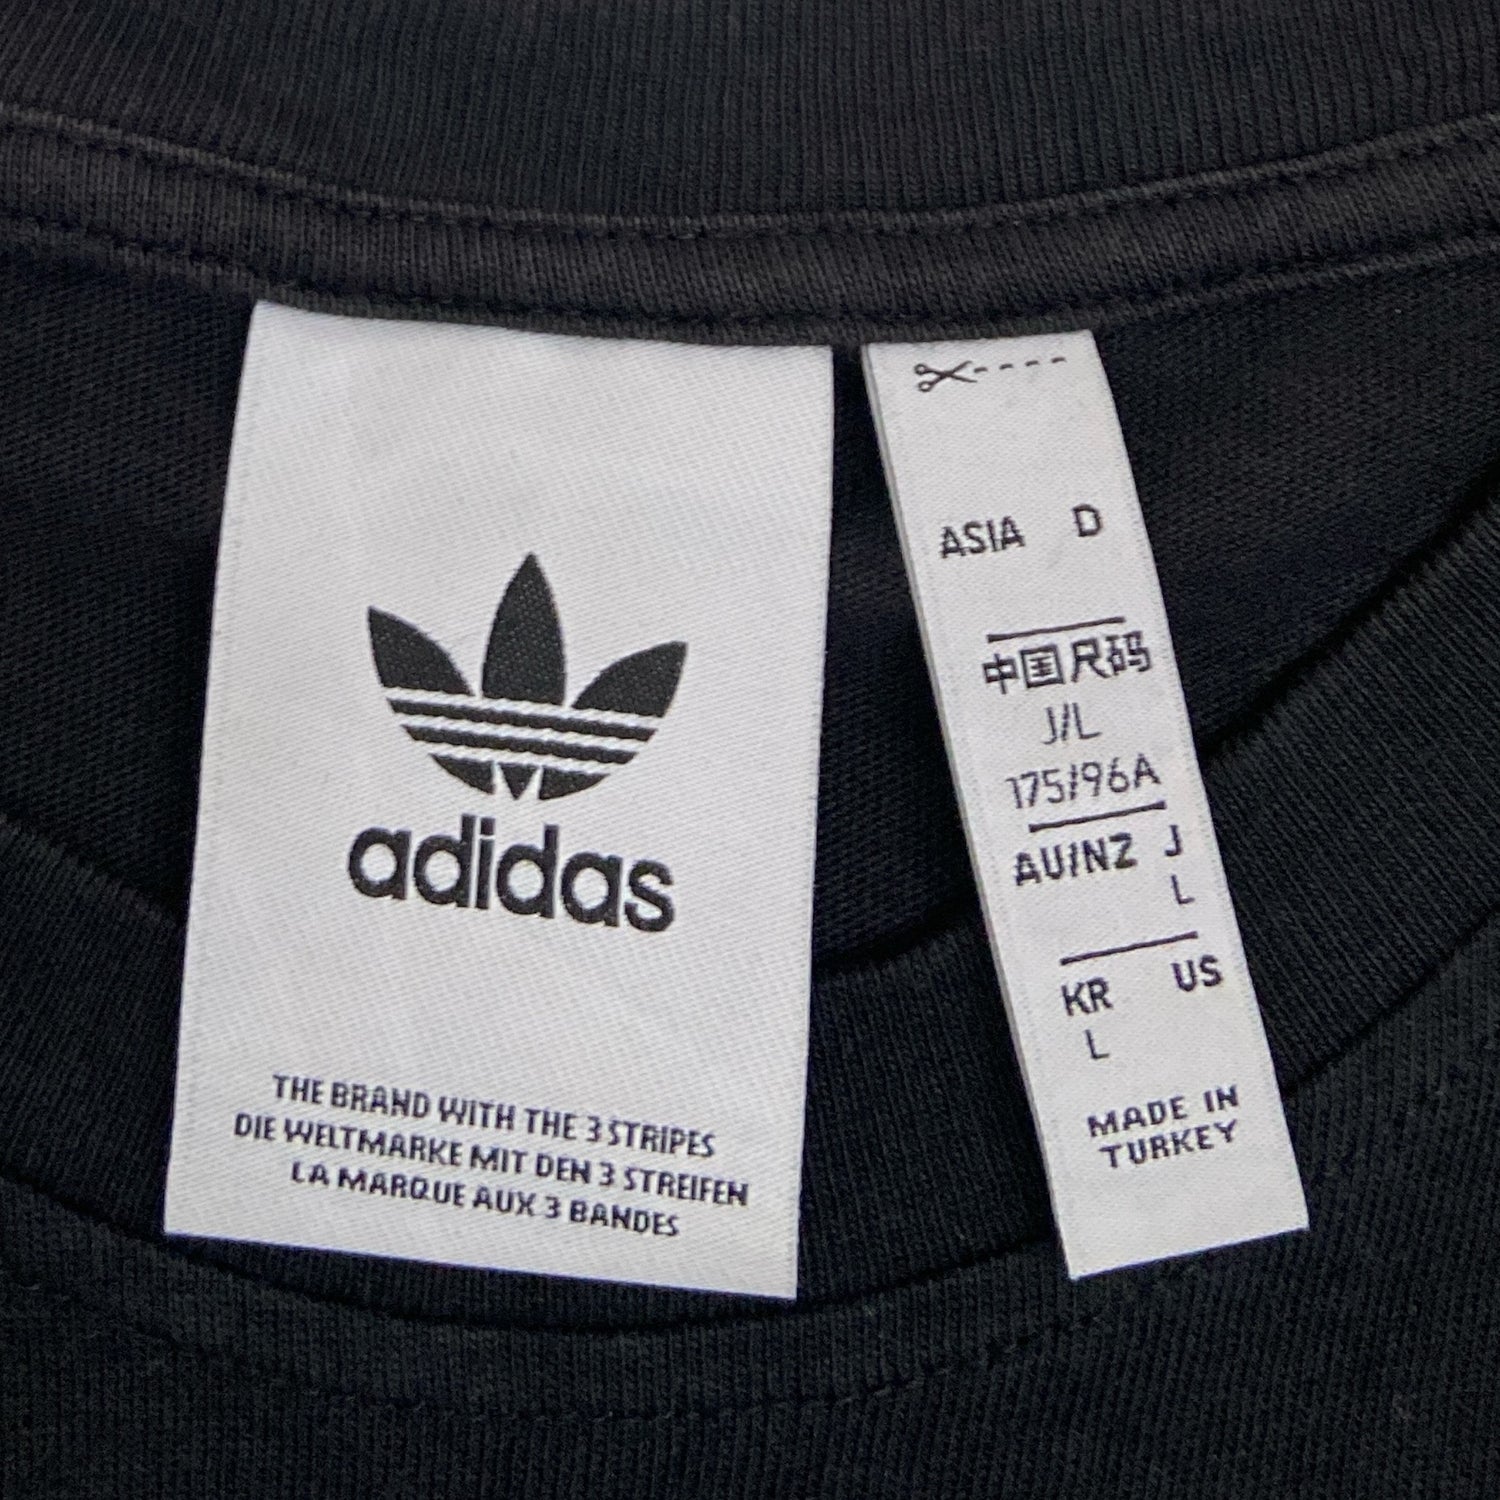 adidas
THE BRAND WITH THE 3 STRIPES
DIE WELTMARKE MIT DEN 3 STREIFEN
LA MARQUE AUX 3 BANDES
ASIA D
中国尺码
J/L
175/96A
AU/NZ J
L
KR US
L
MADE IN
TURKEY